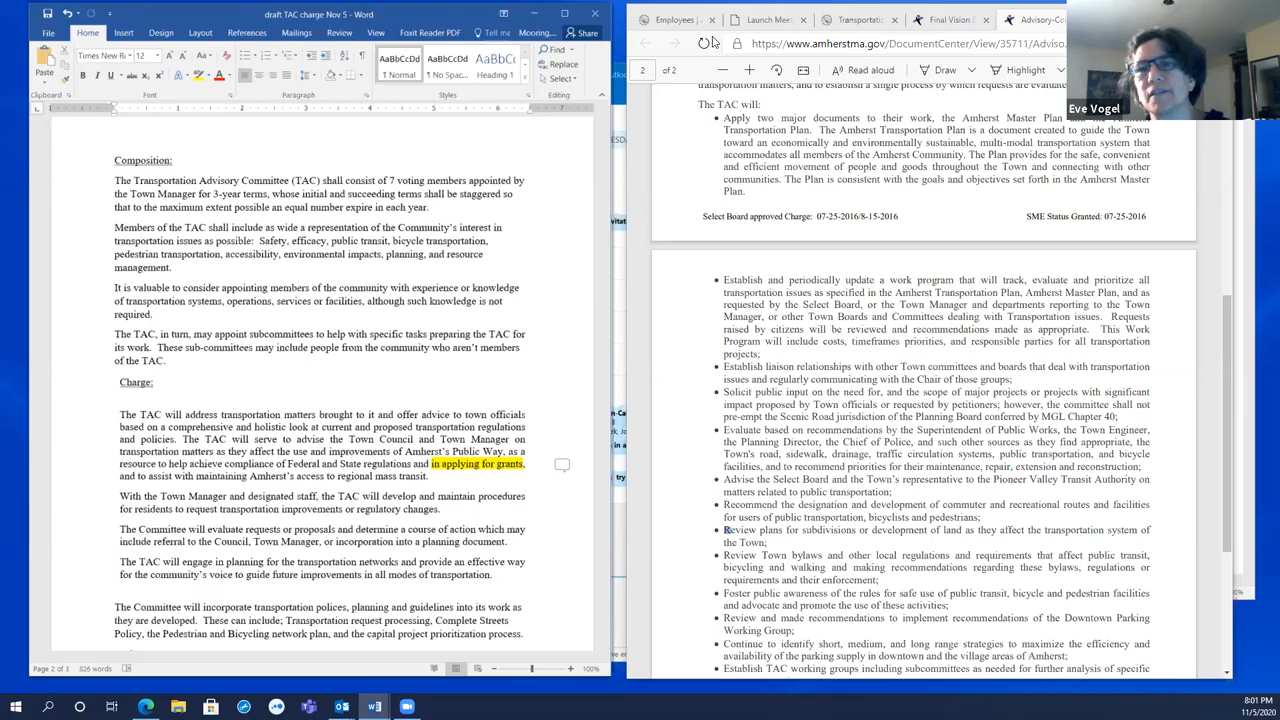 draft TAC charge Nov 5 - Word
File Home Insert Draw Design Layout References Mailings Review View Foxit Reader PDF Tell me Mooring,... Share
Paste
Times New Ro 12
AaBbCcDd AaBbCcDd AaBbC
¶ Normal ¶ No Spac... Heading 1
Find
Replace
Select
Clipboard Font Paragraph Styles Editing
Composition:
The Transportation Advisory Committee (TAC) shall consist of 7 voting members appointed by
the Town Manager for 3-year terms, whose initial and succeeding terms shall be staggered so
that to the maximum extent possible an equal number expire in each year.
Members of the TAC shall include as wide a representation of the Community's interest in
transportation issues as possible: Safety, efficacy, public transit, bicycle transportation,
pedestrian transportation, accessibility, environmental impacts, planning, and resource
management.
It is valuable to consider appointing members of the community with experience or knowledge
of transportation systems, operations, services or facilities, although such knowledge is not
required.
The TAC, in turn, may appoint subcommittees to help with specific tasks preparing the TAC for
its work. These sub-committees may include people from the community who aren't members
of the TAC.
Charge:
The TAC will address transportation matters brought to it and offer advice to town officials
based on a comprehensive and holistic look at current and proposed transportation regulations
and policies. The TAC will serve to advise the Town Council and Town Manager on
transportation matters as they affect the use and improvements of Amherst's Public Way, as a
resource to help achieve compliance of Federal and State regulations and in applying for grants,
and to assist with maintaining Amherst's access to regional mass transit.
With the Town Manager and designated staff, the TAC will develop and maintain procedures
for residents to request transportation improvements or regulatory changes.
The Committee will evaluate requests or proposals and determine a course of action which may
include referral to the Council, Town Manager, or incorporation into a planning document.
The TAC will engage in planning for the transportation networks and provide an effective way
for the community's voice to guide future improvements in all modes of transportation.
The Committee will incorporate transportation polices, planning and guidelines into its work as
they are developed. These can include; Transportation request processing, Complete Streets
Policy, the Pedestrian and Bicycling network plan, and the capital project prioritization process.
Page 2 of 3 826 words 100%
Employees | Launch Meet Transportat Final Vision Advisory-Co
https://www.amherstma.gov/DocumentCenter/View/35711/Adviso
2 of 2 Read aloud Draw Highlight
The TAC will:
• Apply two major documents to their work, the Amherst Master Plan and the Amherst
Transportation Plan. The Amherst Transportation Plan is a document created to guide the Town
toward an economically and environmentally sustainable, multi-modal transportation system that
accommodates all members of the Amherst Community. The Plan provides for the safe, convenient
and efficient movement of people and goods throughout the Town and connecting with other
communities. The Plan is consistent with the goals and objectives set forth in the Amherst Master
Plan.
Select Board approved Charge: 07-25-2016/8-15-2016 SME Status Granted: 07-25-2016
• Establish and periodically update a work program that will track, evaluate and prioritize all
transportation issues as specified in the Amherst Transportation Plan, Amherst Master Plan, and as
requested by the Select Board, or the Town Manager and departments reporting to the Town
Manager, or other Town Boards and Committees dealing with Transportation issues. Requests
raised by citizens will be reviewed and recommendations made as appropriate. This Work
Program will include costs, timeframes priorities, and responsible parties for all transportation
projects;
• Establish liaison relationships with other Town committees and boards that deal with transportation
issues and regularly communicating with the Chair of those groups;
• Solicit public input on the need for, and the scope of major projects or projects with significant
impact proposed by Town officials or requested by petitioners; however, the committee shall not
pre-empt the Scenic Road jurisdiction of the Planning Board conferred by MGL Chapter 40;
• Evaluate based on recommendations by the Superintendent of Public Works, the Town Engineer,
the Planning Director, the Chief of Police, and such other sources as they find appropriate, the
Town's road, sidewalk, drainage, traffic circulation systems, public transportation, and bicycle
facilities, and to recommend priorities for their maintenance, repair, extension and reconstruction;
• Advise the Select Board and the Town's representative to the Pioneer Valley Transit Authority on
matters related to public transportation;
• Recommend the designation and development of commuter and recreational routes and facilities
for users of public transportation, bicyclists and pedestrians;
• Review plans for subdivisions or development of land as they affect the transportation system of
the Town;
• Review Town bylaws and other local regulations and requirements that affect public transit,
bicycling and walking and making recommendations regarding these bylaws, regulations or
requirements and their enforcement;
• Foster public awareness of the rules for safe use of public transit, bicycle and pedestrian facilities
and advocate and promote the use of these activities;
• Review and made recommendations to implement recommendations of the Downtown Parking
Working Group;
• Continue to identify short, medium, and long range strategies to maximize the efficiency and
availability of the parking supply in downtown and the village areas of Amherst;
• Establish TAC working groups including subcommittees as needed for further analysis of specific
Eve Vogel
8:01 PM
11/5/2020